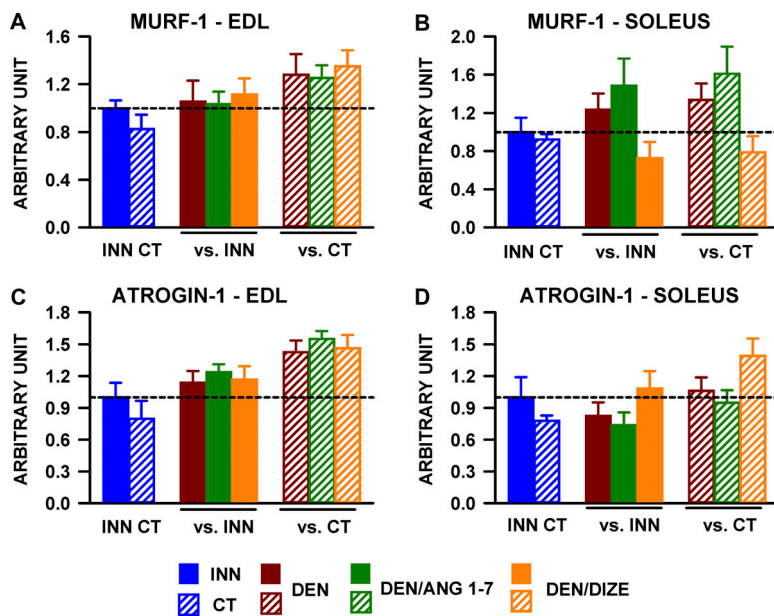 A MURF-1 - EDL
ARBITRARY UNIT
1.6
1.2
0.8
0.4
0.0
INN CT vs. INN vs. CT
B MURF-1 - SOLEUS
ARBITRARY UNIT
2.0
1.6
1.2
0.8
0.4
0.0
INN CT vs. INN vs. CT
C ATROGIN-1 - EDL
ARBITRARY UNIT
1.8
1.5
1.2
0.9
0.6
0.3
0.0
INN CT vs. INN vs. CT
D ATROGIN-1 - SOLEUS
ARBITRARY UNIT
1.8
1.5
1.2
0.9
0.6
0.3
0.0
INN CT vs. INN vs. CT
INN
CT
DEN
DEN/ANG 1-7
DEN/DIZE